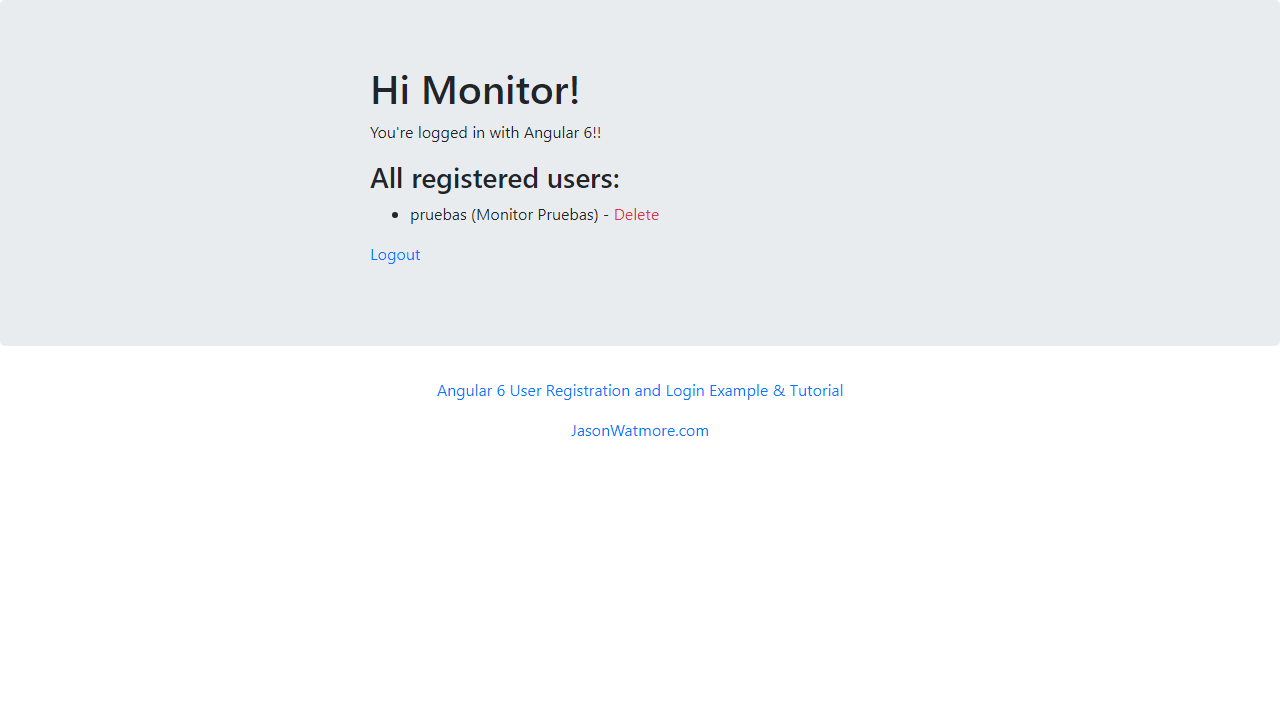 Hi Monitor!
You're logged in with Angular 6!!
All registered users:
pruebas (Monitor Pruebas) - Delete
Logout
Angular 6 User Registration and Login Example & Tutorial
JasonWatmore.com